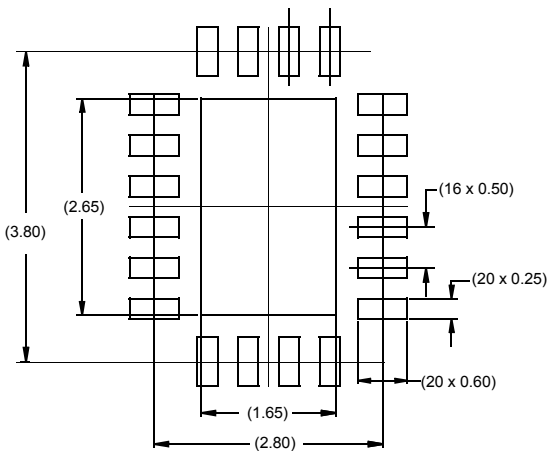 (16 x 0.50)
(2.65)
(3.80)
(20 x 0.25)
(20 x 0.60)
(1.65)
(2.80)